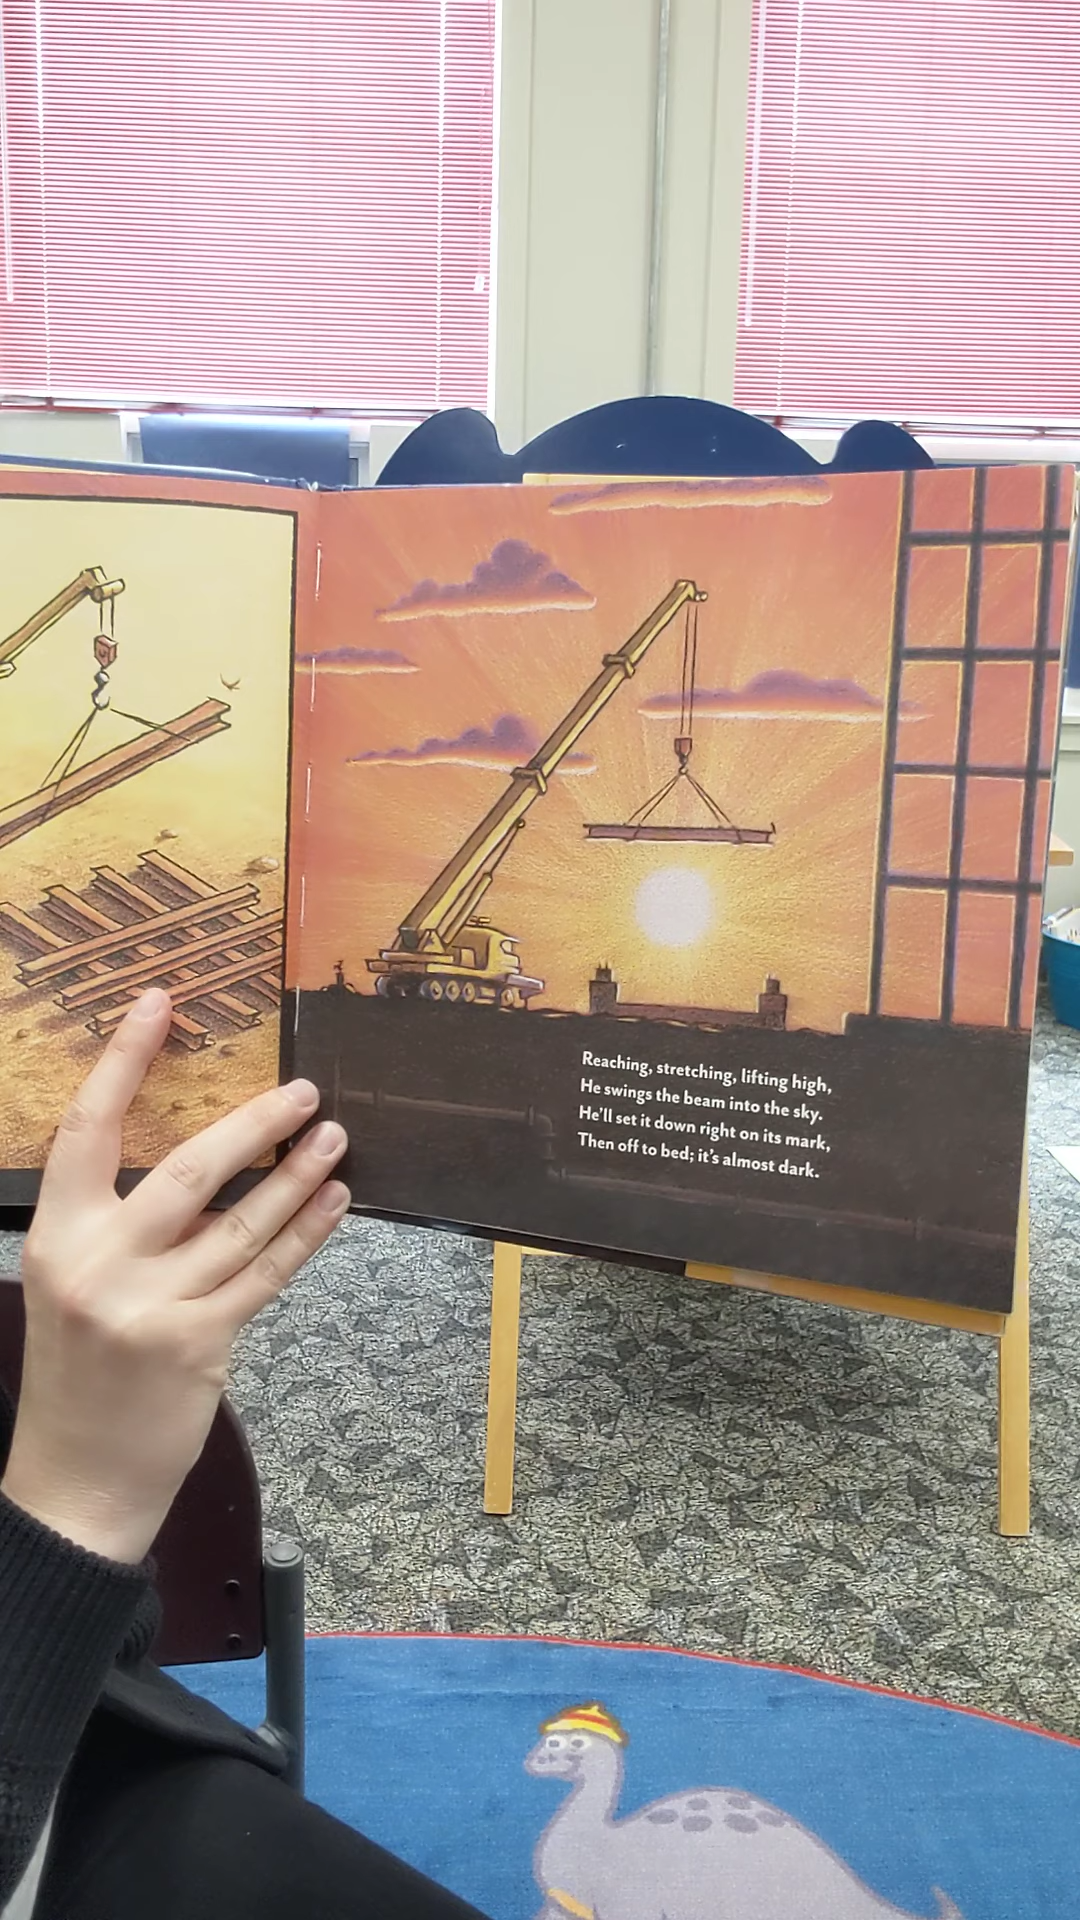 Reaching, stretching, lifting high,
He swings the beam into the sky.
He'll set it down right on its mark,
Then off to bed; it's almost dark.